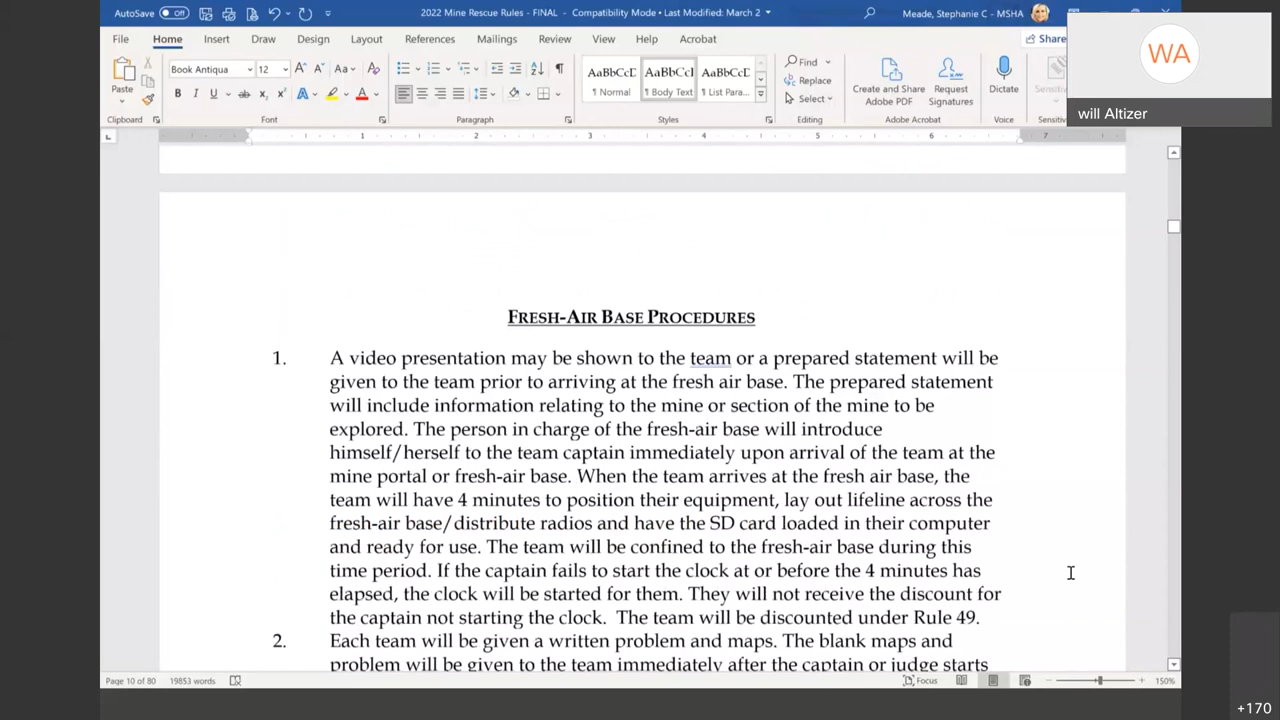 AutoSave Off 2022 Mine Rescue Rules - FINAL - Compatibility Mode • Last Modified: March 2 Meade, Stephanie C - MSHA
File Home Insert Draw Design Layout References Mailings Review View Help Acrobat Share
WA
will Altizer
Paste Book Antiqua 12 Aa AaBbCcD AaBbCcI AaBbCcD Find Replace Select Create and Share Adobe PDF Request Signatures Dictate
¶ Normal ¶ Body Text ¶ List Para...
Clipboard Font Paragraph Styles Editing Adobe Acrobat Voice
1 2 3 4 5 6 7
FRESH-AIR BASE PROCEDURES
1. A video presentation may be shown to the team or a prepared statement will be
given to the team prior to arriving at the fresh air base. The prepared statement
will include information relating to the mine or section of the mine to be
explored. The person in charge of the fresh-air base will introduce
himself/herself to the team captain immediately upon arrival of the team at the
mine portal or fresh-air base. When the team arrives at the fresh air base, the
team will have 4 minutes to position their equipment, lay out lifeline across the
fresh-air base/distribute radios and have the SD card loaded in their computer
and ready for use. The team will be confined to the fresh-air base during this
time period. If the captain fails to start the clock at or before the 4 minutes has
elapsed, the clock will be started for them. They will not receive the discount for
the captain not starting the clock. The team will be discounted under Rule 49.
2. Each team will be given a written problem and maps. The blank maps and
problem will be given to the team immediately after the captain or judge starts
Page 10 of 80 19853 words Focus 150%
+170